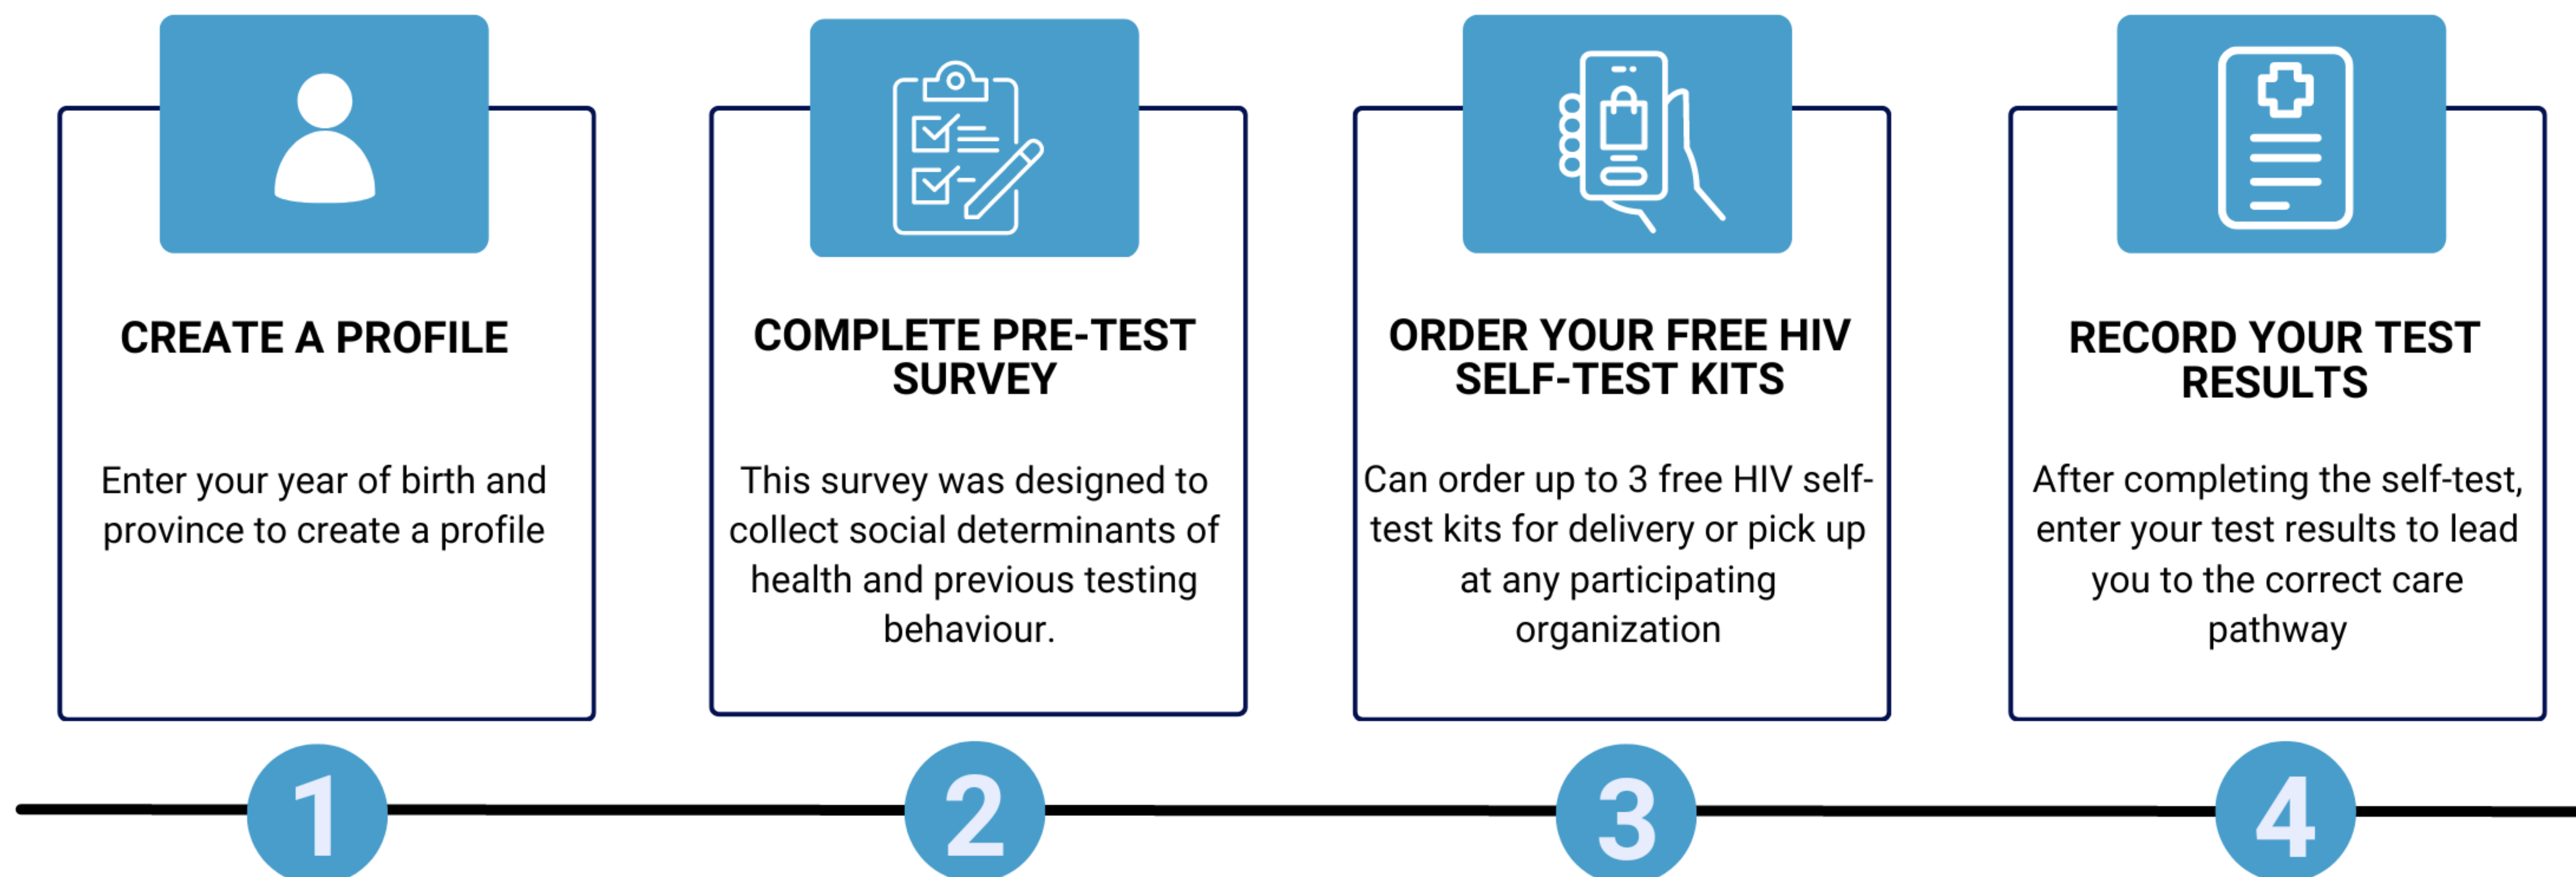 CREATE A PROFILE
Enter your year of birth and
province to create a profile
1
COMPLETE PRE-TEST
SURVEY
This survey was designed to
collect social determinants of
health and previous testing
behaviour.
2
ORDER YOUR FREE HIV
SELF-TEST KITS
Can order up to 3 free HIV self-
test kits for delivery or pick up
at any participating
organization
3
RECORD YOUR TEST
RESULTS
After completing the self-test,
enter your test results to lead
you to the correct care
pathway
4